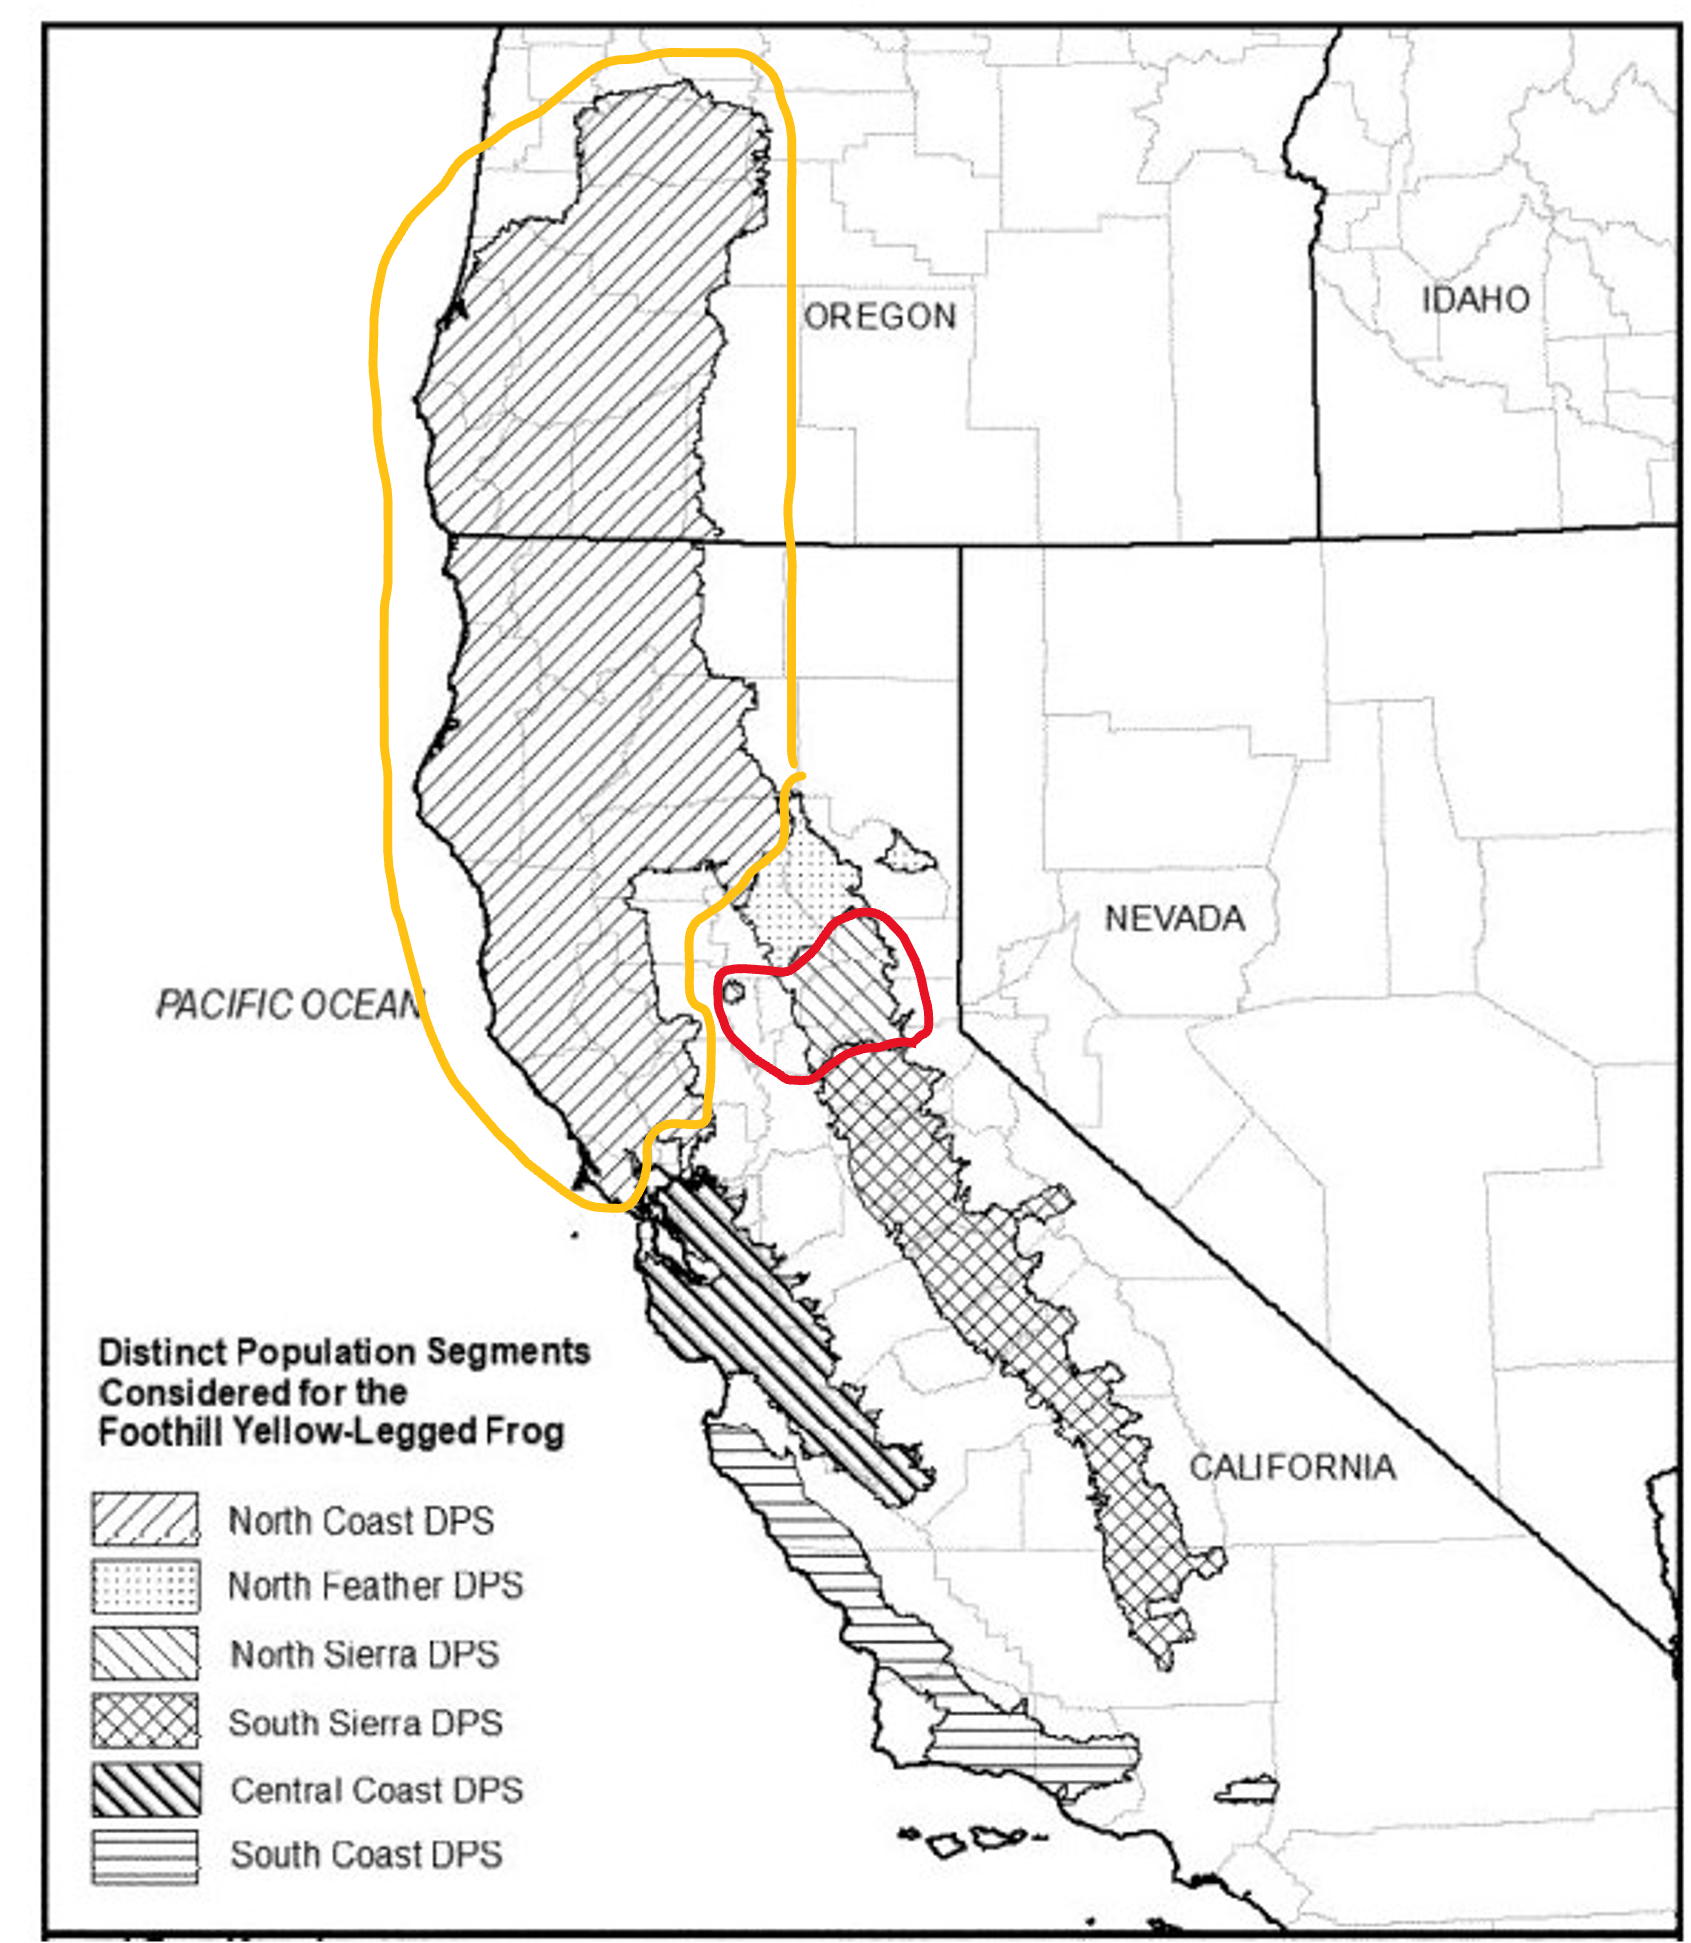 OREGON
IDAHO
NEVADA
PACIFIC OCEAN
CALIFORNIA
Distinct Population Segments
Considered for the
Foothill Yellow-Legged Frog
North Coast DPS
North Feather DPS
North Sierra DPS
South Sierra DPS
Central Coast DPS
South Coast DPS